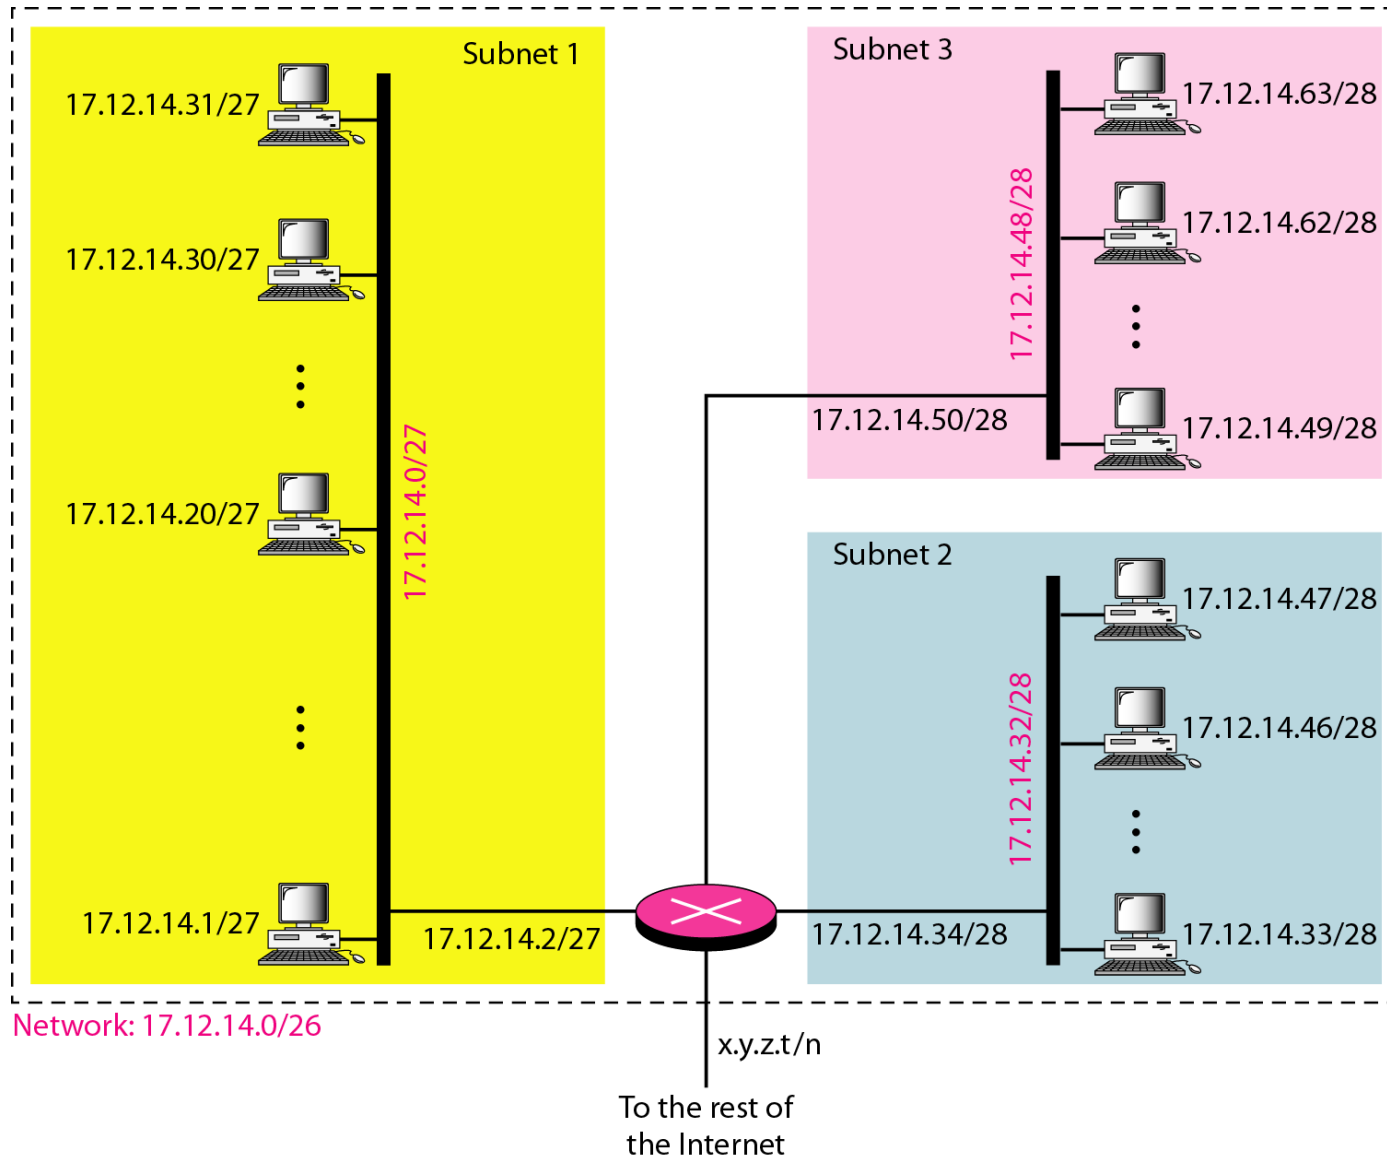 Subnet 1
17.12.14.31/27
17.12.14.30/27
17.12.14.20/27
17.12.14.1/27
17.12.14.0/27
17.12.14.2/27
Subnet 3
17.12.14.63/28
17.12.14.62/28
17.12.14.49/28
17.12.14.48/28
17.12.14.50/28
Subnet 2
17.12.14.47/28
17.12.14.46/28
17.12.14.33/28
17.12.14.32/28
17.12.14.34/28
Network: 17.12.14.0/26
x.y.z.t/n
To the rest of
the Internet